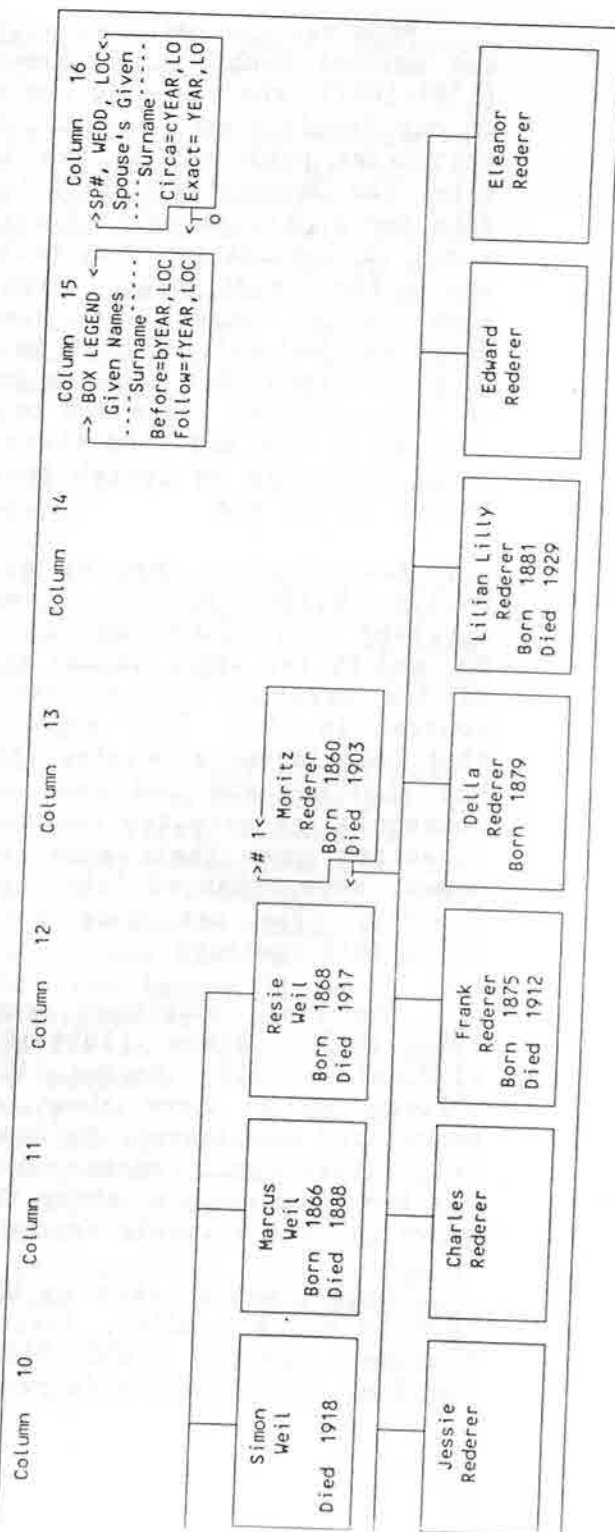 Column 10
Column 11
Column 12
Column 13
Column 14
Column 15
Column 16
-> BOX LEGEND <
Given Names
----Surname-----
Before=bYEAR,LOC
Follow=fYEAR,LOC
->SP#, WEDD, LOC<-
Spouse's Given
----Surname-----
Circa=cYEAR,LO
<- Exact= YEAR,LO
Simon
Weil
Died 1918
Marcus
Weil
Born 1866
Died 1888
Resie
Weil
Born 1868
Died 1917
<-># 1<-
Moritz
Rederer
Born 1860
Died 1903
Jessie
Rederer
Charles
Rederer
Frank
Rederer
Born 1875
Died 1912
Della
Rederer
Born 1879
Lilian Lilly
Rederer
Born 1881
Died 1929
Edward
Rederer
Eleanor
Rederer